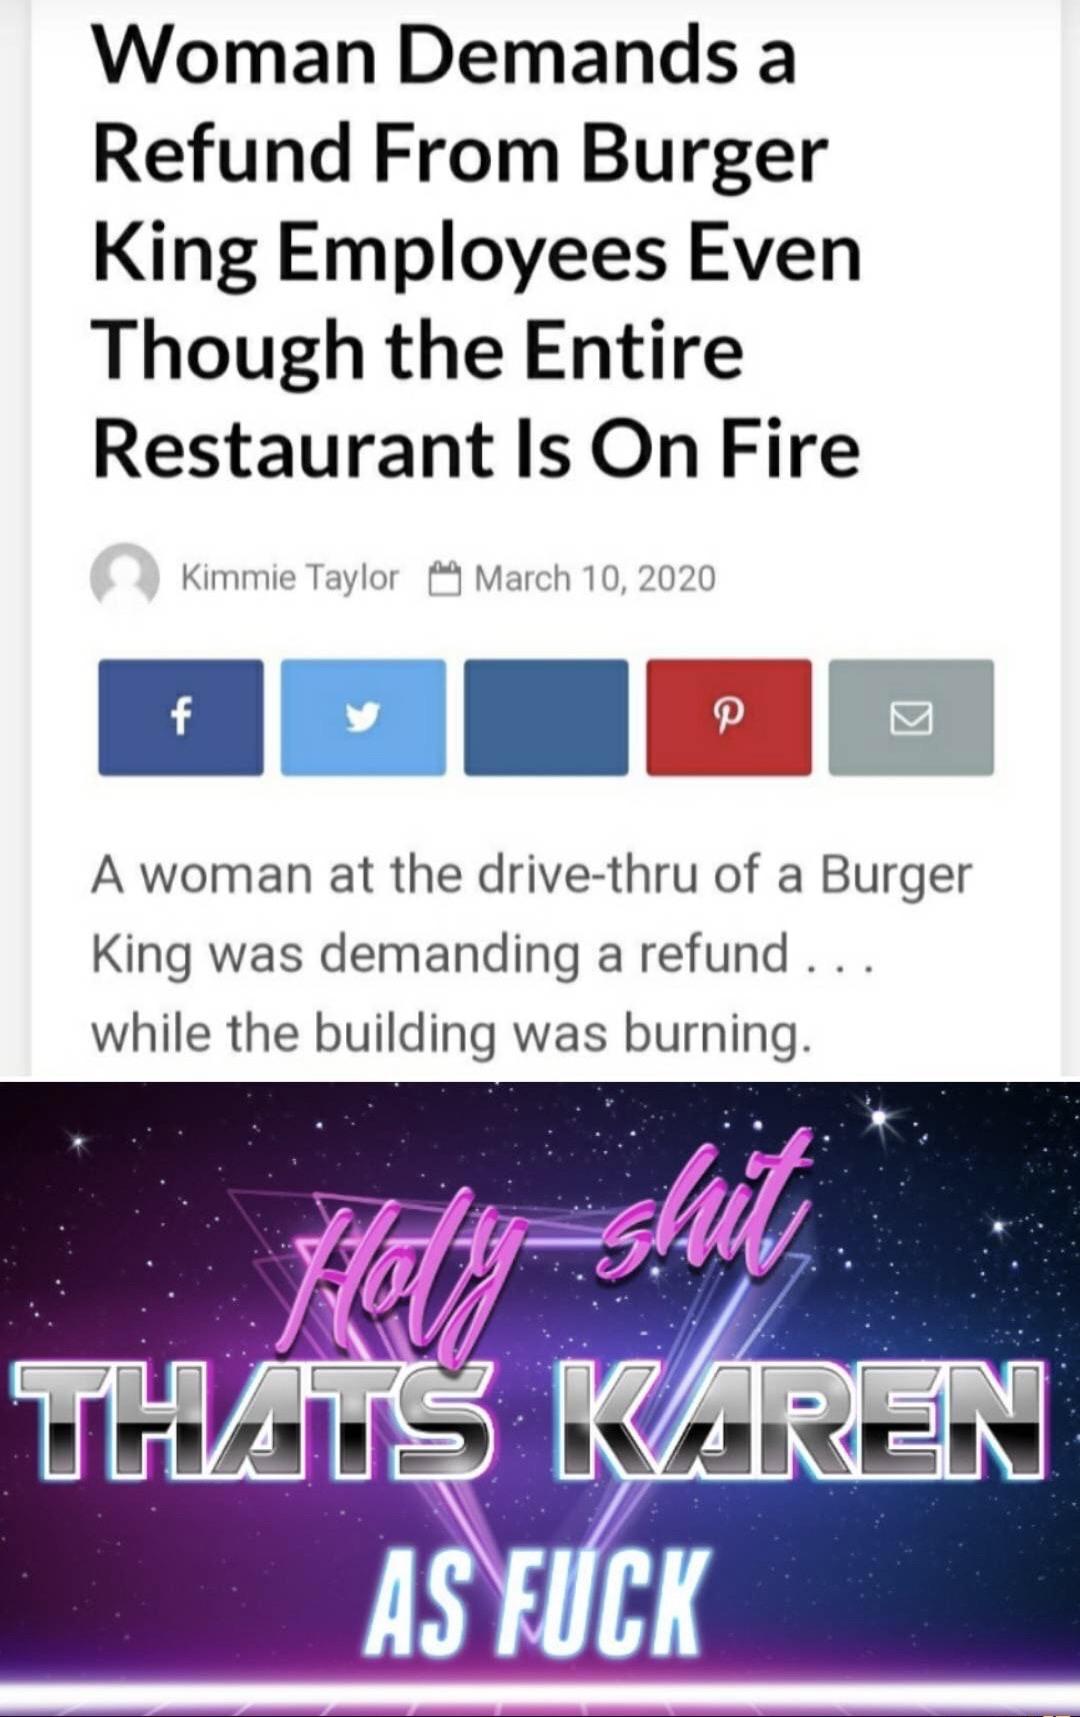 Woman Demands a
Refund From Burger
King Employees Even
Though the Entire
Restaurant Is On Fire
Kimmie Taylor March 10, 2020
A woman at the drive-thru of a Burger
King was demanding a refund . . .
while the building was burning.
Holy shit
THATS KAREN
AS FUCK